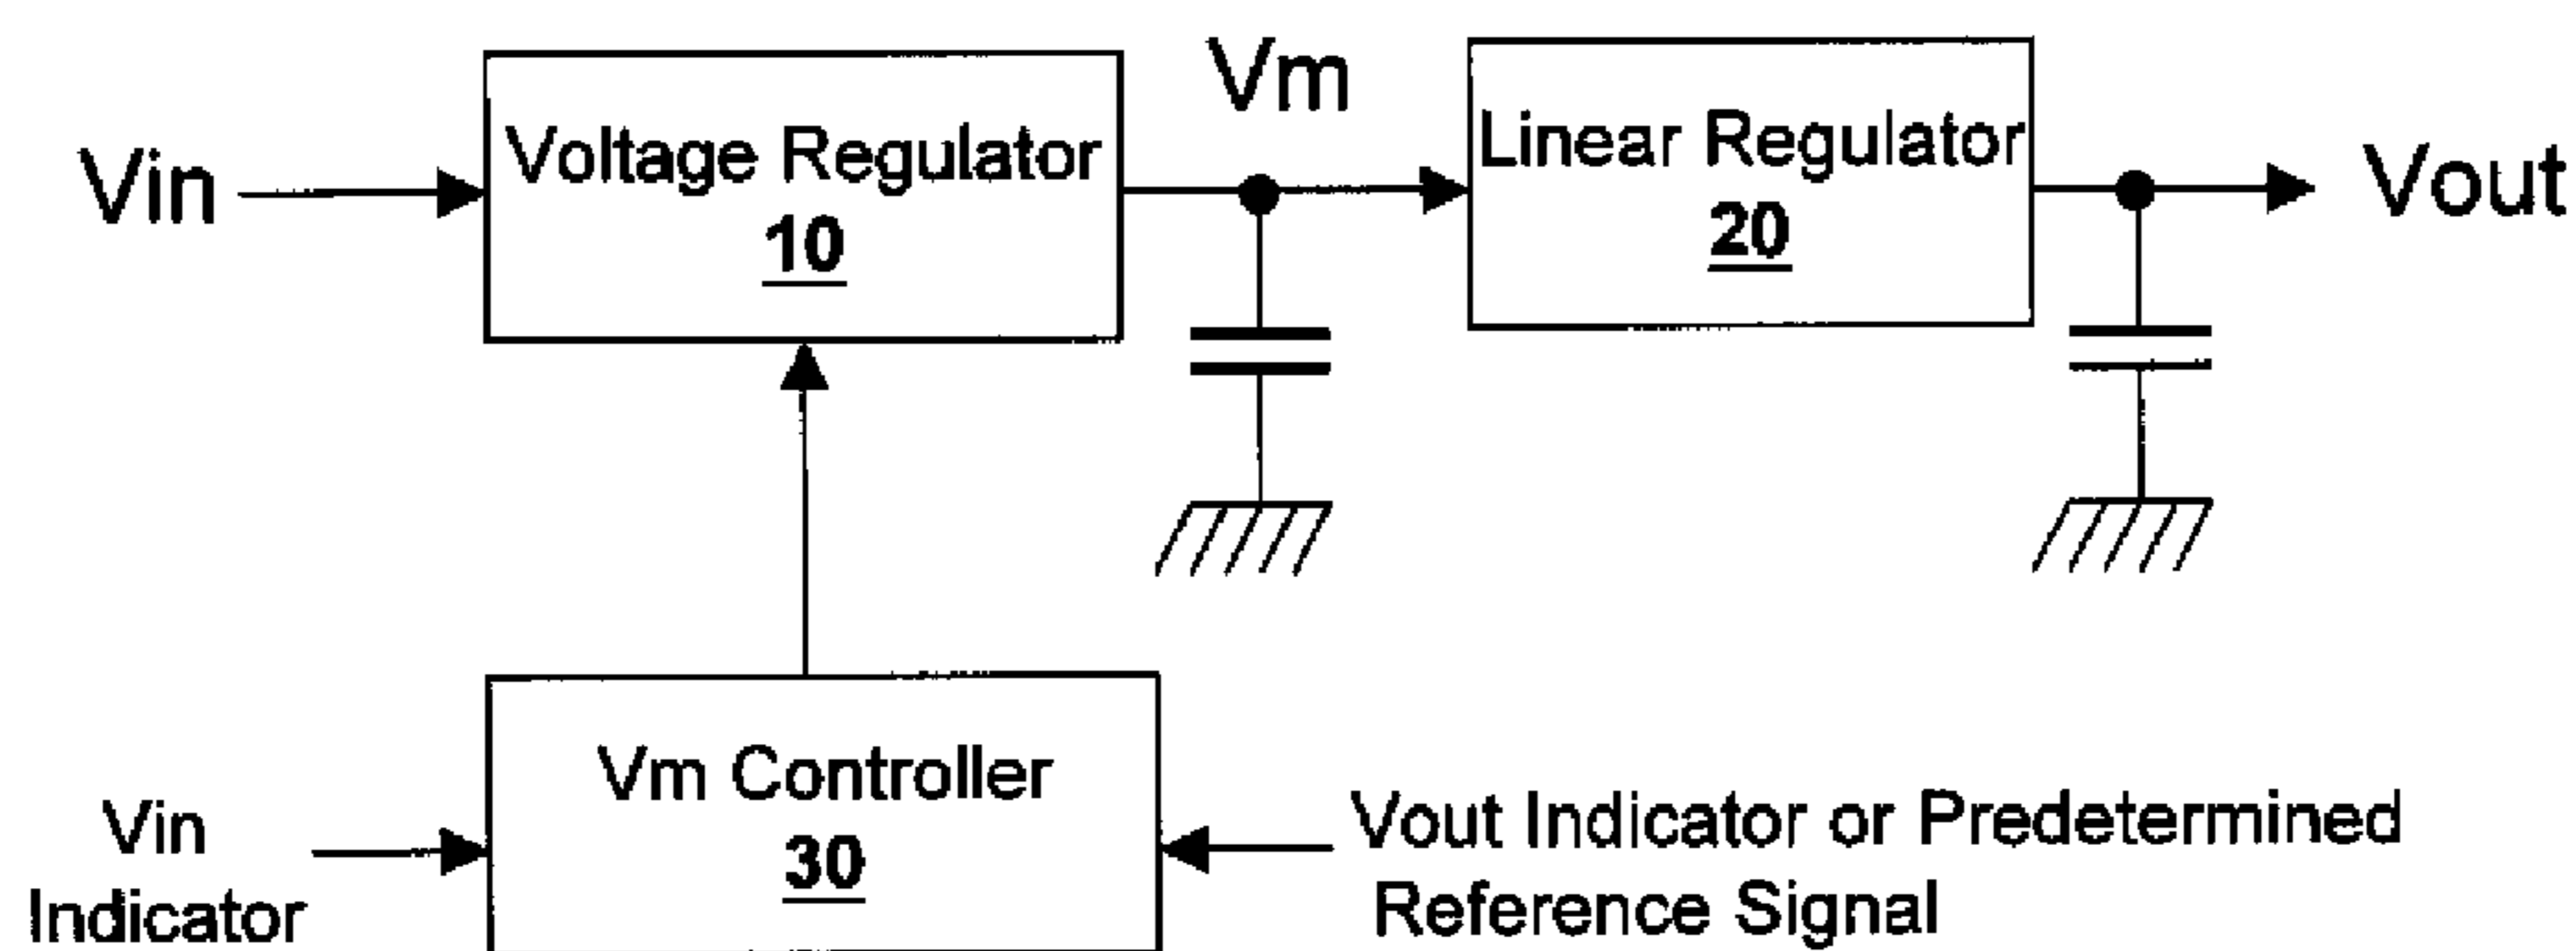 Vin
Voltage Regulator
10
Vm
Linear Regulator
20
Vout
Vin
Indicator
Vm Controller
30
Vout Indicator or Predetermined
Reference Signal